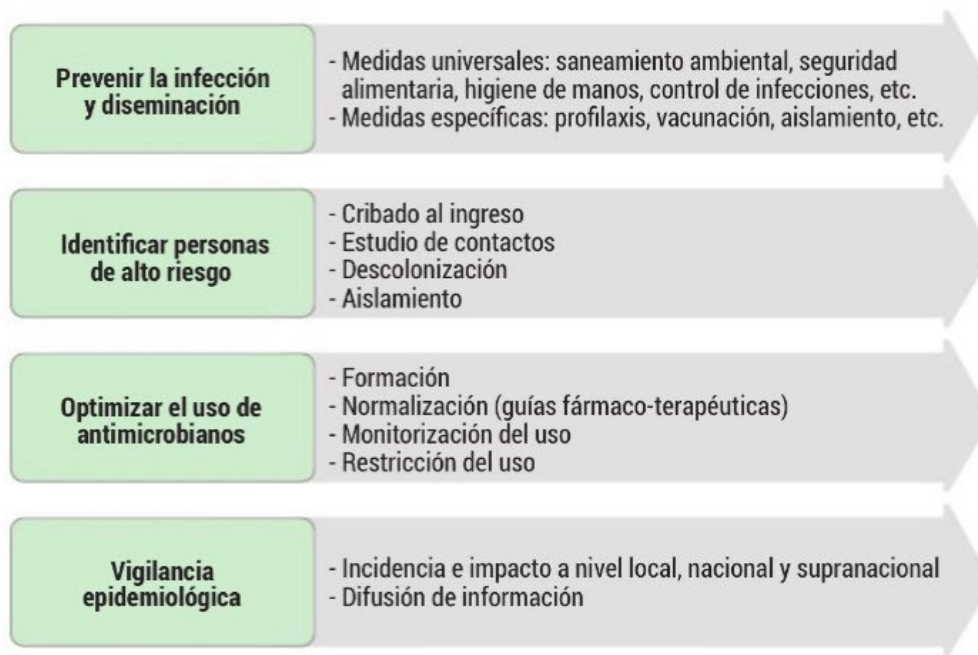 Prevenir la infección
y diseminación
- Medidas universales: saneamiento ambiental, seguridad
alimentaria, higiene de manos, control de infecciones, etc.
- Medidas específicas: profilaxis, vacunación, aislamiento, etc.
Identificar personas
de alto riesgo
- Cribado al ingreso
- Estudio de contactos
- Descolonización
- Aislamiento
Optimizar el uso de
antimicrobianos
- Formación
- Normalización (guías fármaco-terapéuticas)
- Monitorización del uso
- Restricción del uso
Vigilancia
epidemiológica
- Incidencia e impacto a nivel local, nacional y supranacional
- Difusión de información